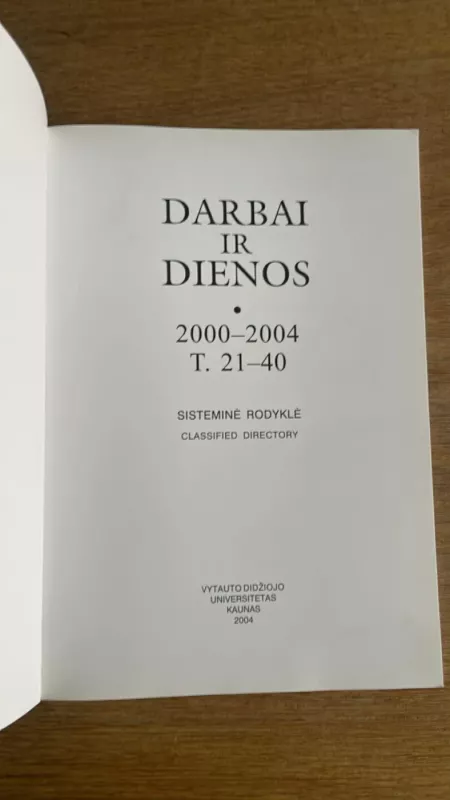 DARBAI
IR
DIENOS
•
2000–2004
T. 21–40
SISTEMINĖ RODYKLĖ
CLASSIFIED DIRECTORY
VYTAUTO DIDŽIOJO
UNIVERSITETAS
KAUNAS
2004